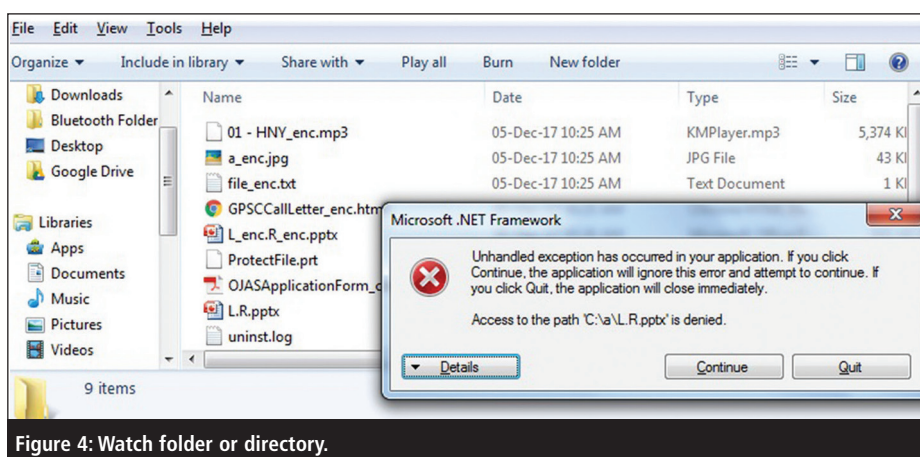 File Edit View Tools Help
Organize Include in library Share with Play all Burn New folder
Downloads
Bluetooth Folder
Desktop
Google Drive
Libraries
Apps
Documents
Music
Pictures
Videos
Name Date Type Size
01 - HNY_enc.mp3 05-Dec-17 10:25 AM KMPlayer.mp3 5,374 K
a_enc.jpg 05-Dec-17 10:25 AM JPG File 43 K
file_enc.txt 05-Dec-17 10:25 AM Text Document 1 K
GPSCCallLetter_enc.htm
L_enc.R_enc.pptx
ProtectFile.prt
OJASApplicationForm_
L.R.pptx
uninst.log
9 items
Microsoft .NET Framework
Unhandled exception has occurred in your application. If you click
Continue, the application will ignore this error and attempt to continue. If
you click Quit, the application will close immediately.
Access to the path 'C:\a\L.R.pptx' is denied.
Details Continue Quit
Figure 4: Watch folder or directory.